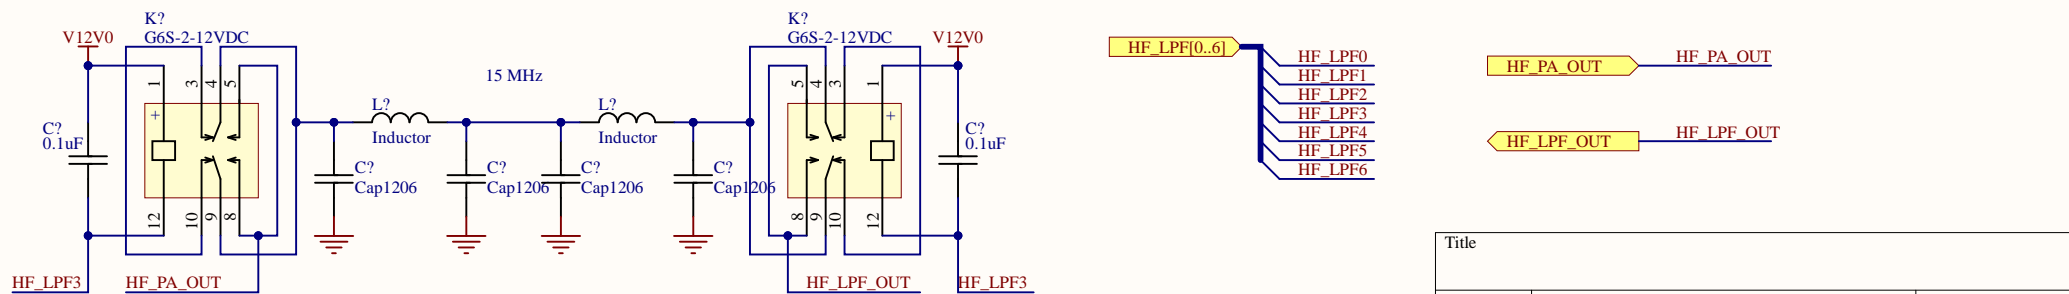 K?
G6S-2-12VDC
V12V0
1
3
4
5
+
C?
0.1uF
12
10
9
8
HF_LPF3
HF_PA_OUT
15 MHz
L?
Inductor
L?
Inductor
C?
Cap1206
C?
Cap1206
C?
Cap1206
C?
Cap1206
K?
G6S-2-12VDC
V12V0
5
4
3
1
+
C?
0.1uF
8
9
10
12
HF_LPF_OUT
HF_LPF3
HF_LPF[0..6]
HF_LPF0
HF_LPF1
HF_LPF2
HF_LPF3
HF_LPF4
HF_LPF5
HF_LPF6
HF_PA_OUT
HF_PA_OUT
HF_LPF_OUT
HF_LPF_OUT
Title